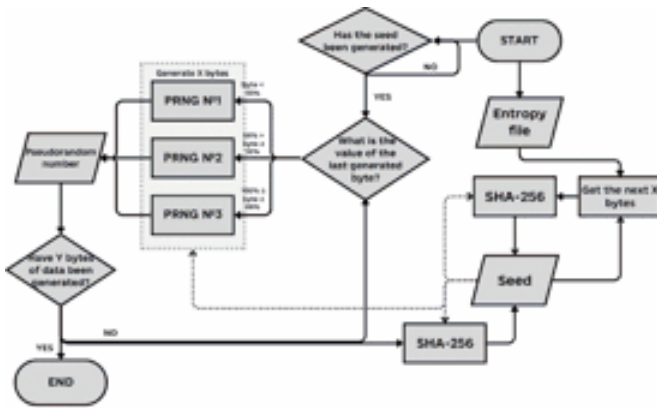 Has the seed
been generated?
START
NO
YES
Generate X bytes
PRNG №1
PRNG №2
PRNG №3
Pseudorandom
number
What is the
value of the
last generated
byte?
Entropy
file
SHA-256
Get the next X
bytes
Seed
Have Y bytes
of data been
generated?
NO
YES
SHA-256
END